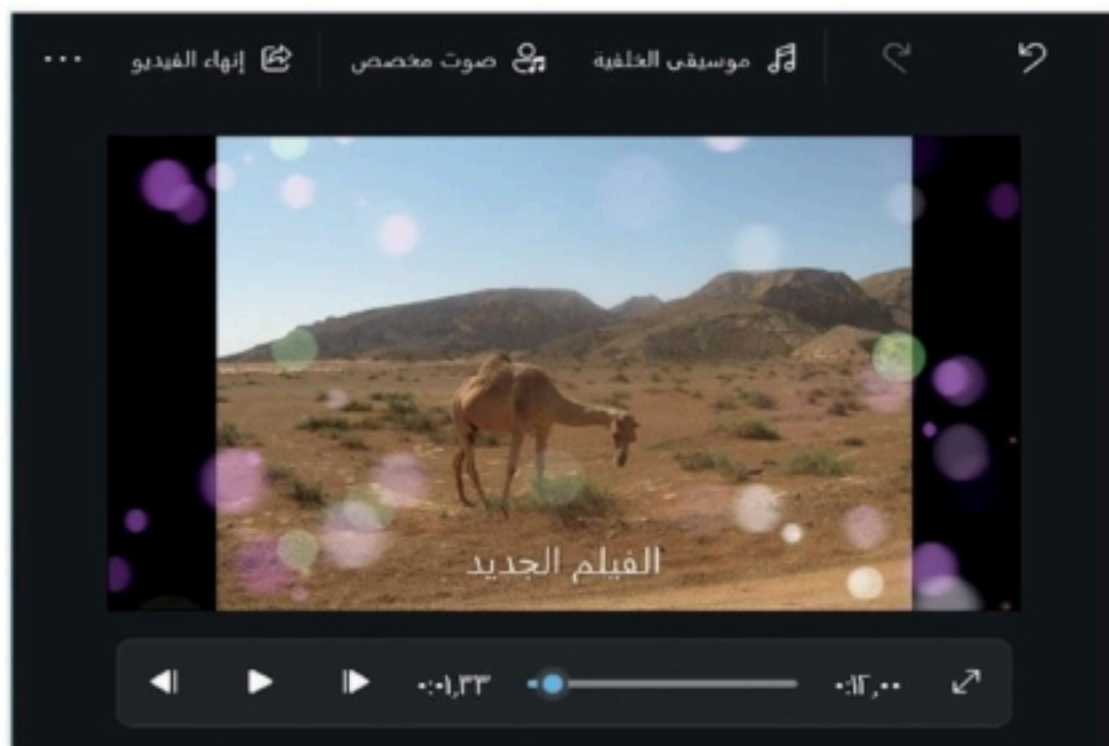 موسيقى الخلفية صوت مخصص إنهاء الفيديو ...
الفيلم الجديد
٠:٠١,٣٣ ٠:١٢,٠٠